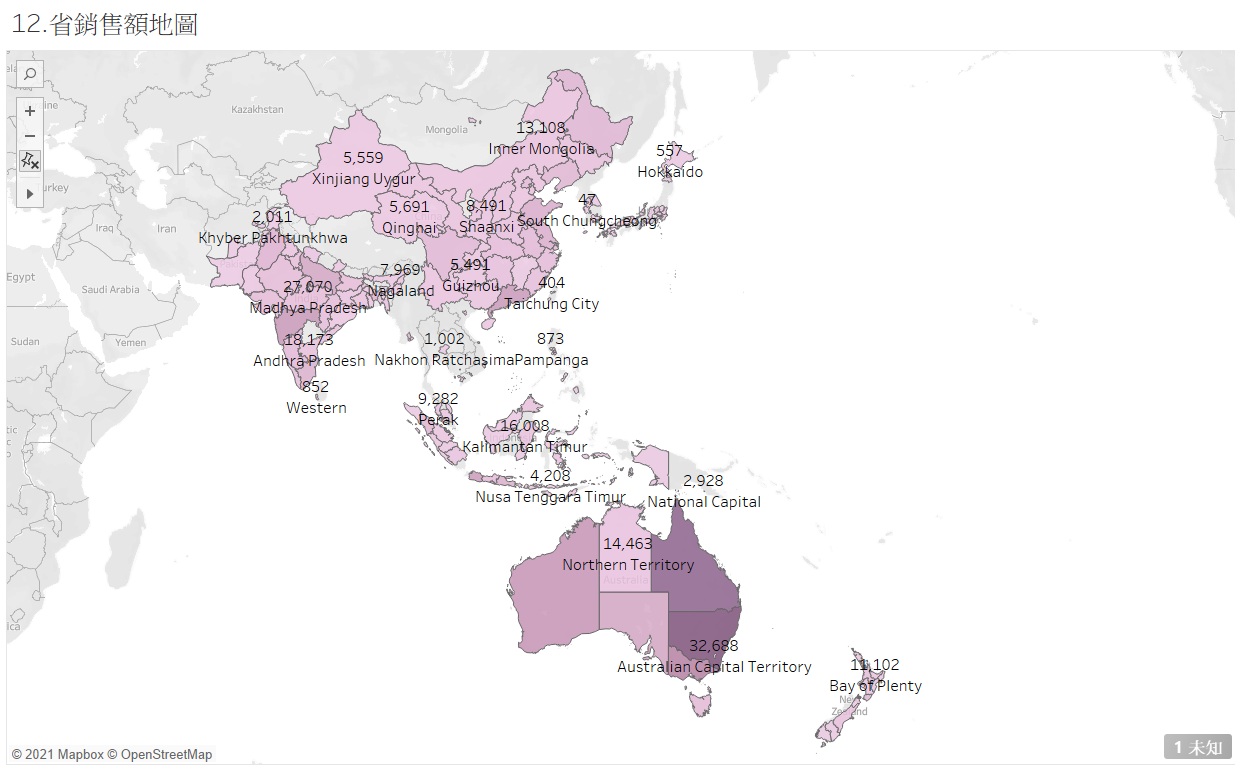 12.省銷售額地圖
Kazakhstan
Mongolia
13,108
Inner Mongolia
5,559
Xinjiang Uygur
557
Hokkaido
5,691
Qinghai
8,491
Shaanxi
47
South Chungcheong
2,011
Khyber Pakhtunkhwa
urkey
Iraq
Iran
Egypt
Saudi Arabia
7,969
Nagaland
5,491
Guizhou
27,070
Madhya Pradesh
404
Taichung City
Sudan
Yemen
18,173
Andhra Pradesh
1,002
Nakhon Ratchasima
873
Pampanga
852
Western
9,282
Perak
16,008
Kalimantan Timur
4,208
Nusa Tenggara Timur
2,928
National Capital
14,463
Northern Territory
Australia
32,688
Australian Capital Territory
11,102
Bay of Plenty
© 2021 Mapbox © OpenStreetMap
1 未知